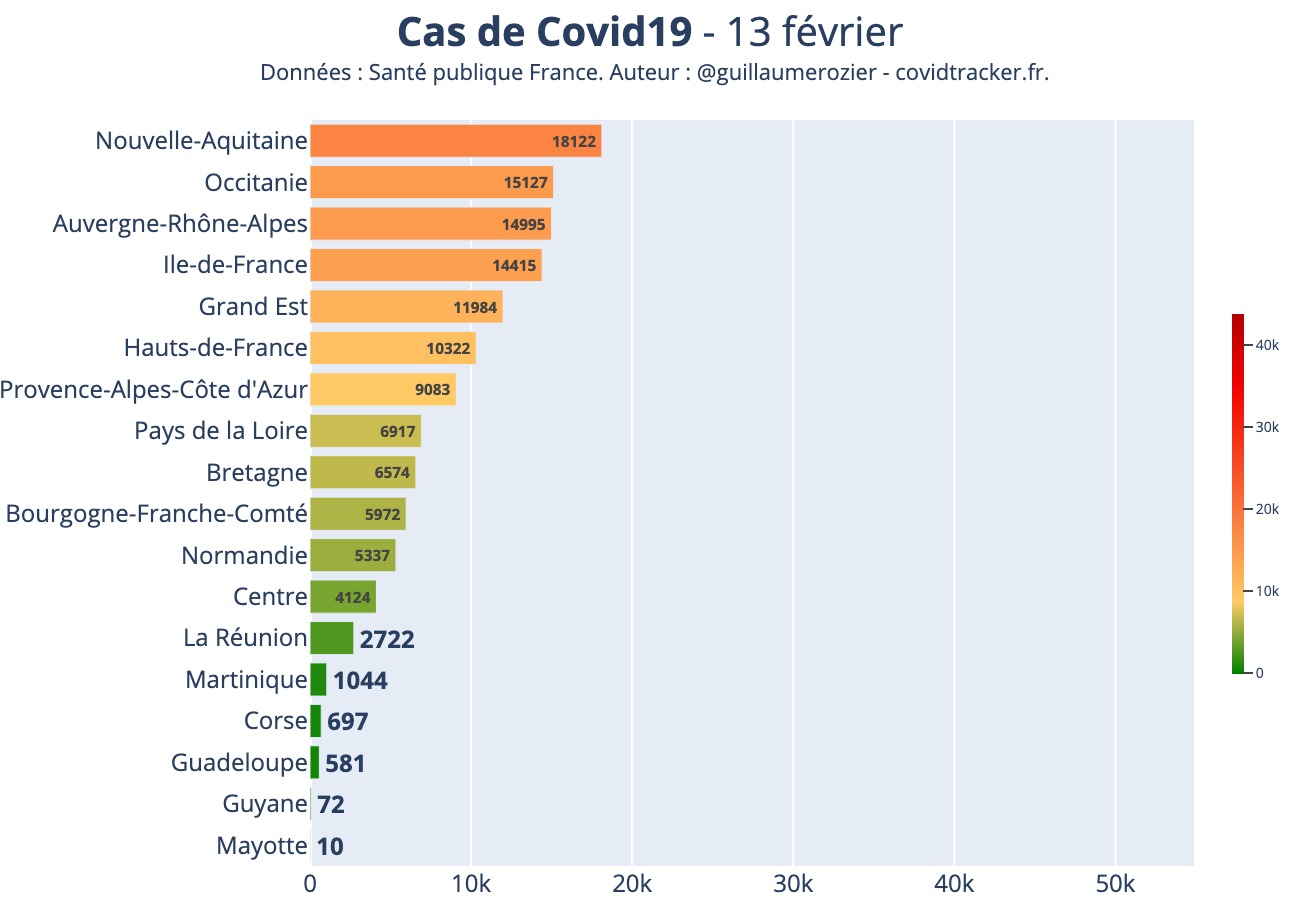 Cas de Covid19 - 13 février
Données : Santé publique France. Auteur : @guillaumerozier - covidtracker.fr.
Nouvelle-Aquitaine 18122
Occitanie 15127
Auvergne-Rhône-Alpes 14995
Ile-de-France 14415
Grand Est 11984
Hauts-de-France 10322
Provence-Alpes-Côte d'Azur 9083
Pays de la Loire 6917
Bretagne 6574
Bourgogne-Franche-Comté 5972
Normandie 5337
Centre 4124
La Réunion 2722
Martinique 1044
Corse 697
Guadeloupe 581
Guyane 72
Mayotte 10
0 10k 20k 30k 40k 50k
40k
30k
20k
10k
0